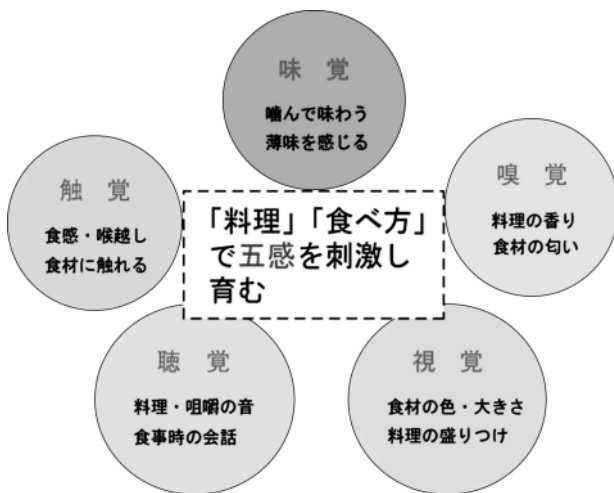 味 覚
噛んで味わう
薄味を感じる
触 覚
食感・喉越し
食材に触れる
嗅 覚
料理の香り
食材の匂い
「料理」「食べ方」
で五感を刺激し
育む
聴 覚
料理・咀嚼の音
食事時の会話
視 覚
食材の色・大きさ
料理の盛りつけ